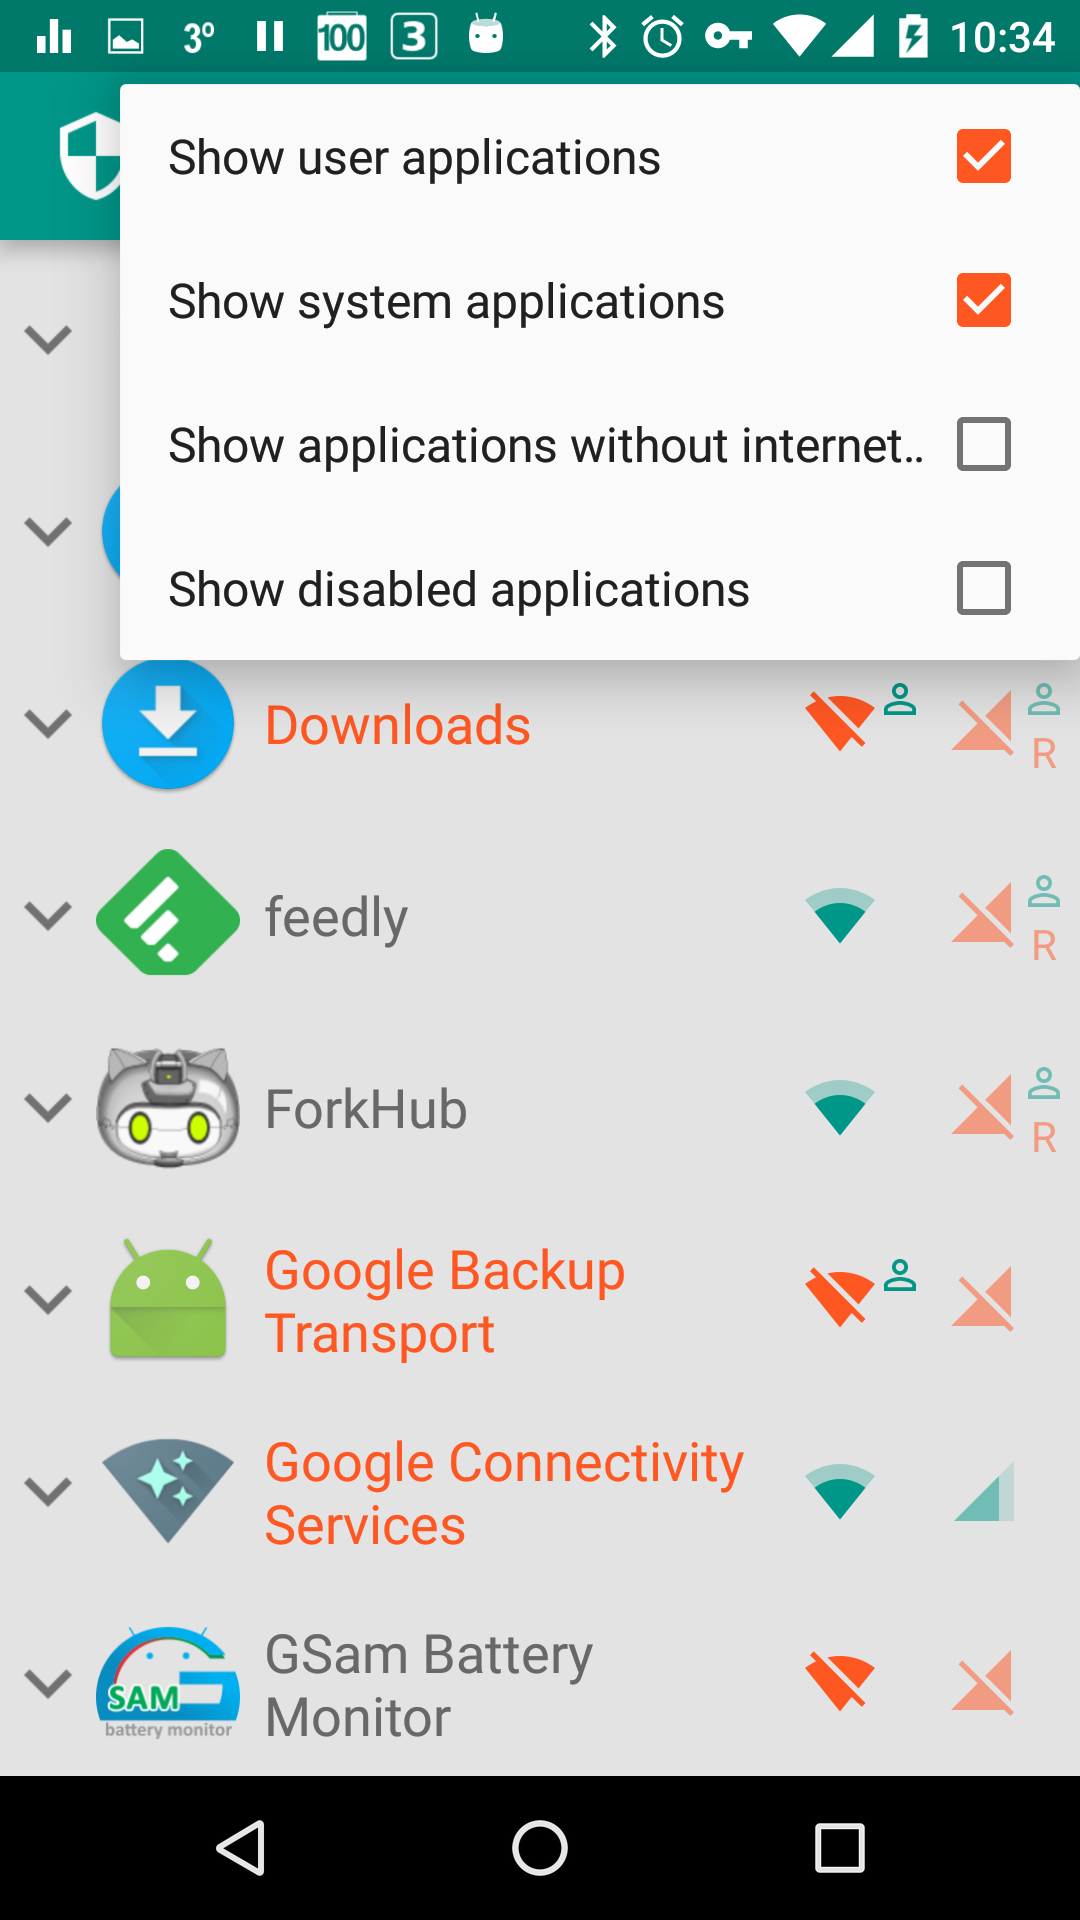 3° 100 3 10:34
Show user applications
Show system applications
Show applications without internet..
Show disabled applications
Downloads
R
feedly
R
ForkHub
R
Google Backup
Transport
Google Connectivity
Services
SAM
battery monitor
GSam Battery
Monitor